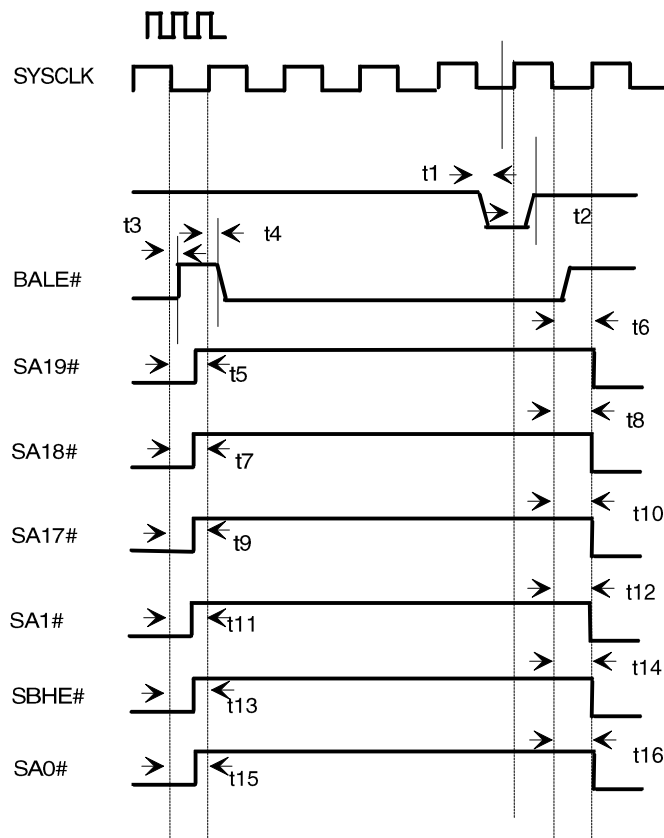 SYSCLK
t1
t3
t4
t2
BALE#
t6
SA19#
t5
t8
SA18#
t7
t10
SA17#
t9
t12
SA1#
t11
t14
SBHE#
t13
t16
SA0#
t15